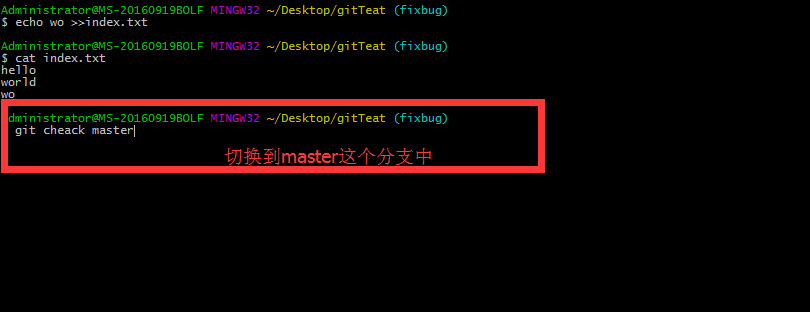 Administrator@MS-20160919BOLF MINGW32 ~/Desktop/gitTeat (fixbug)
$ echo wo >>index.txt
Administrator@MS-20160919BOLF MINGW32 ~/Desktop/gitTeat (fixbug)
$ cat index.txt
hello
world
wo
dministrator@MS-20160919BOLF MINGW32 ~/Desktop/gitTeat (fixbug)
git cheack master
切换到master这个分支中